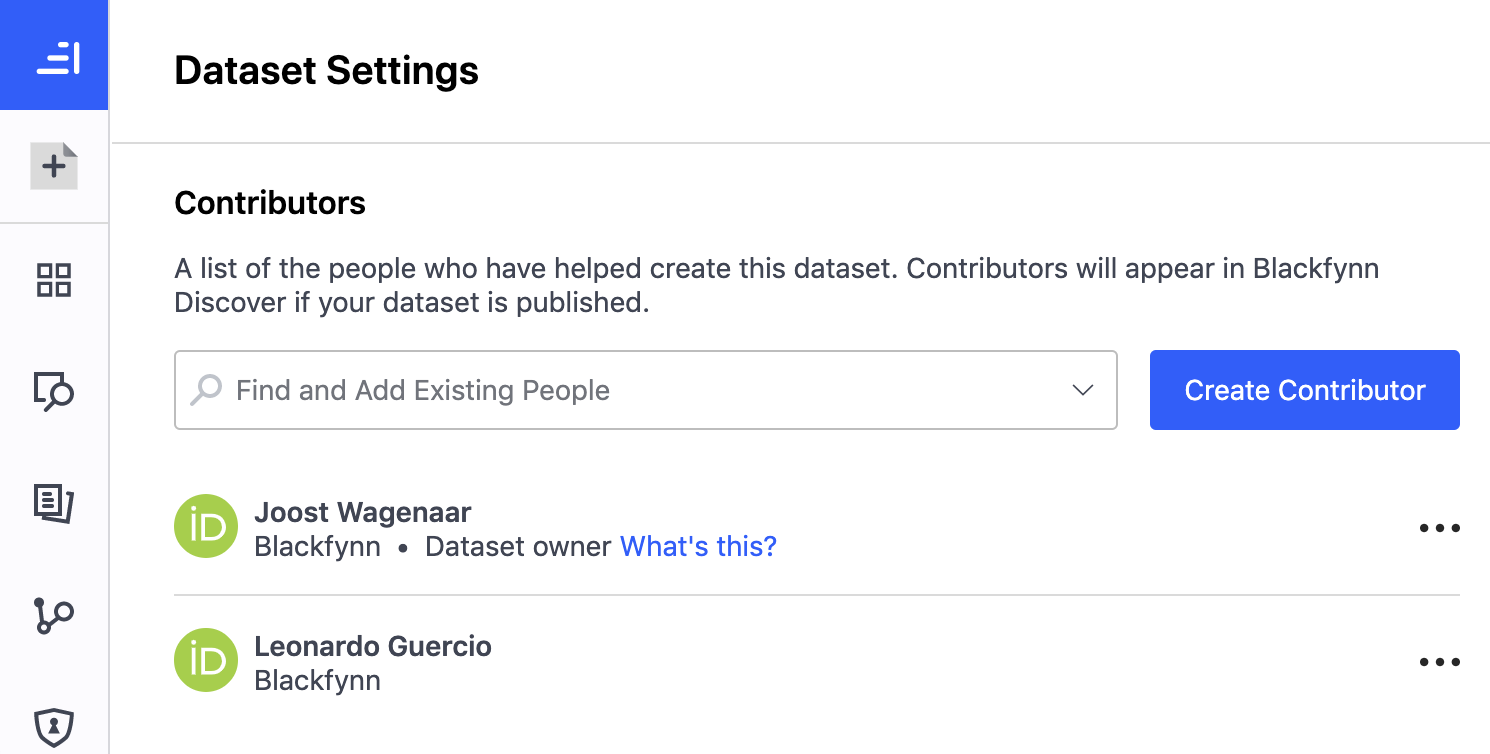 Dataset Settings
Contributors
A list of the people who have helped create this dataset. Contributors will appear in Blackfynn
Discover if your dataset is published.
Find and Add Existing People
Create Contributor
iD Joost Wagenaar
Blackfynn • Dataset owner What's this?
iD Leonardo Guercio
Blackfynn